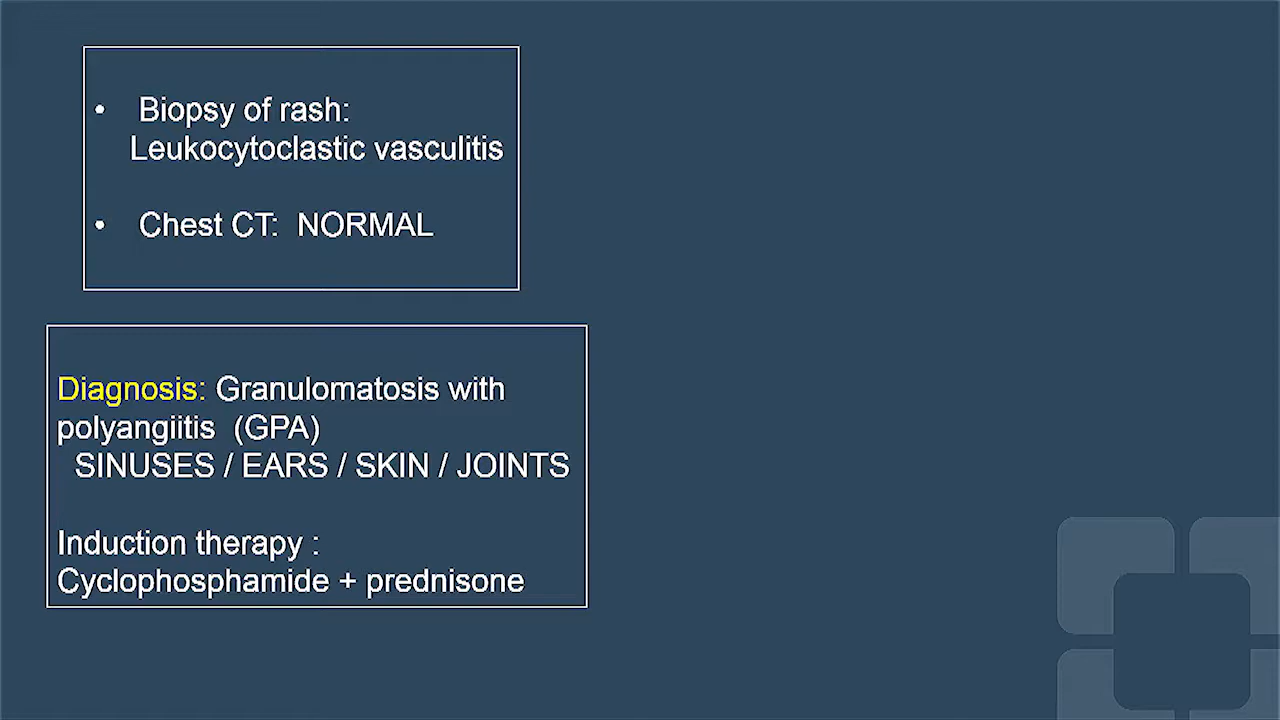 • Biopsy of rash:
Leukocytoclastic vasculitis
• Chest CT: NORMAL
Diagnosis: Granulomatosis with
polyangiitis (GPA)
SINUSES / EARS / SKIN / JOINTS
Induction therapy :
Cyclophosphamide + prednisone